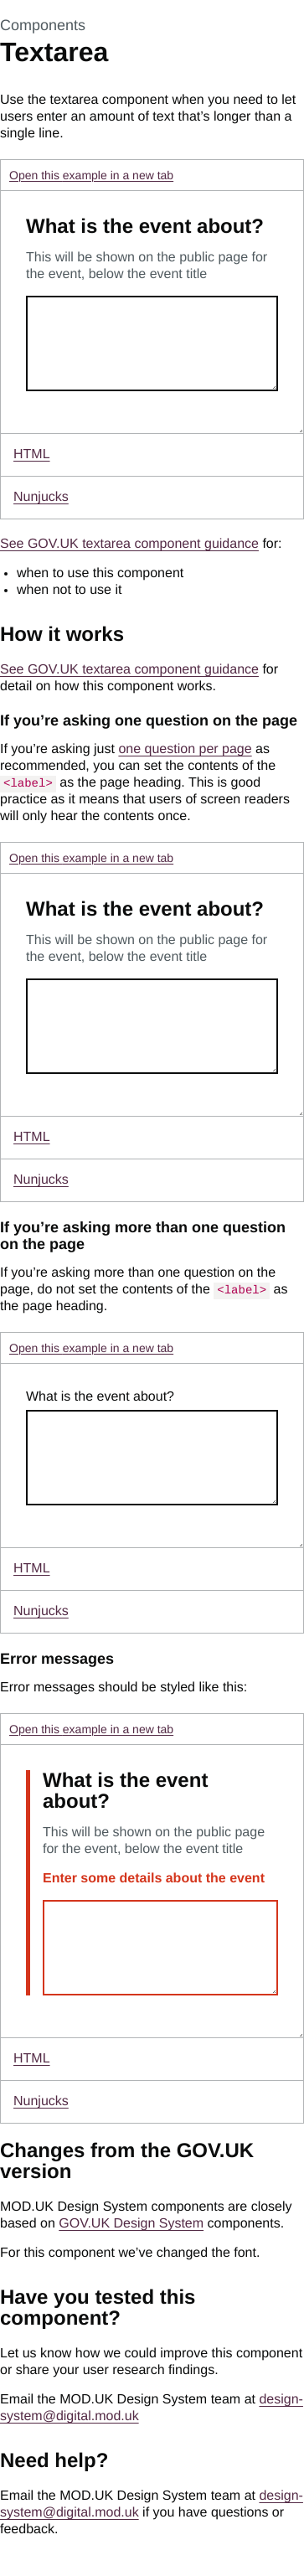 Components
Textarea
Use the textarea component when you need to let
users enter an amount of text that’s longer than a
single line.
Open this example in a new tab
What is the event about?
This will be shown on the public page for
the event, below the event title
HTML
Nunjucks
See GOV.UK textarea component guidance for:
• when to use this component
• when not to use it
How it works
See GOV.UK textarea component guidance for
detail on how this component works.
If you’re asking one question on the page
If you’re asking just one question per page as
recommended, you can set the contents of the
<label> as the page heading. This is good
practice as it means that users of screen readers
will only hear the contents once.
Open this example in a new tab
What is the event about?
This will be shown on the public page for
the event, below the event title
HTML
Nunjucks
If you’re asking more than one question
on the page
If you’re asking more than one question on the
page, do not set the contents of the <label> as
the page heading.
Open this example in a new tab
What is the event about?
HTML
Nunjucks
Error messages
Error messages should be styled like this:
Open this example in a new tab
What is the event
about?
This will be shown on the public page
for the event, below the event title
Enter some details about the event
HTML
Nunjucks
Changes from the GOV.UK
version
MOD.UK Design System components are closely
based on GOV.UK Design System components.
For this component we’ve changed the font.
Have you tested this
component?
Let us know how we could improve this component
or share your user research findings.
Email the MOD.UK Design System team at design-
system@digital.mod.uk
Need help?
Email the MOD.UK Design System team at design-
system@digital.mod.uk if you have questions or
feedback.